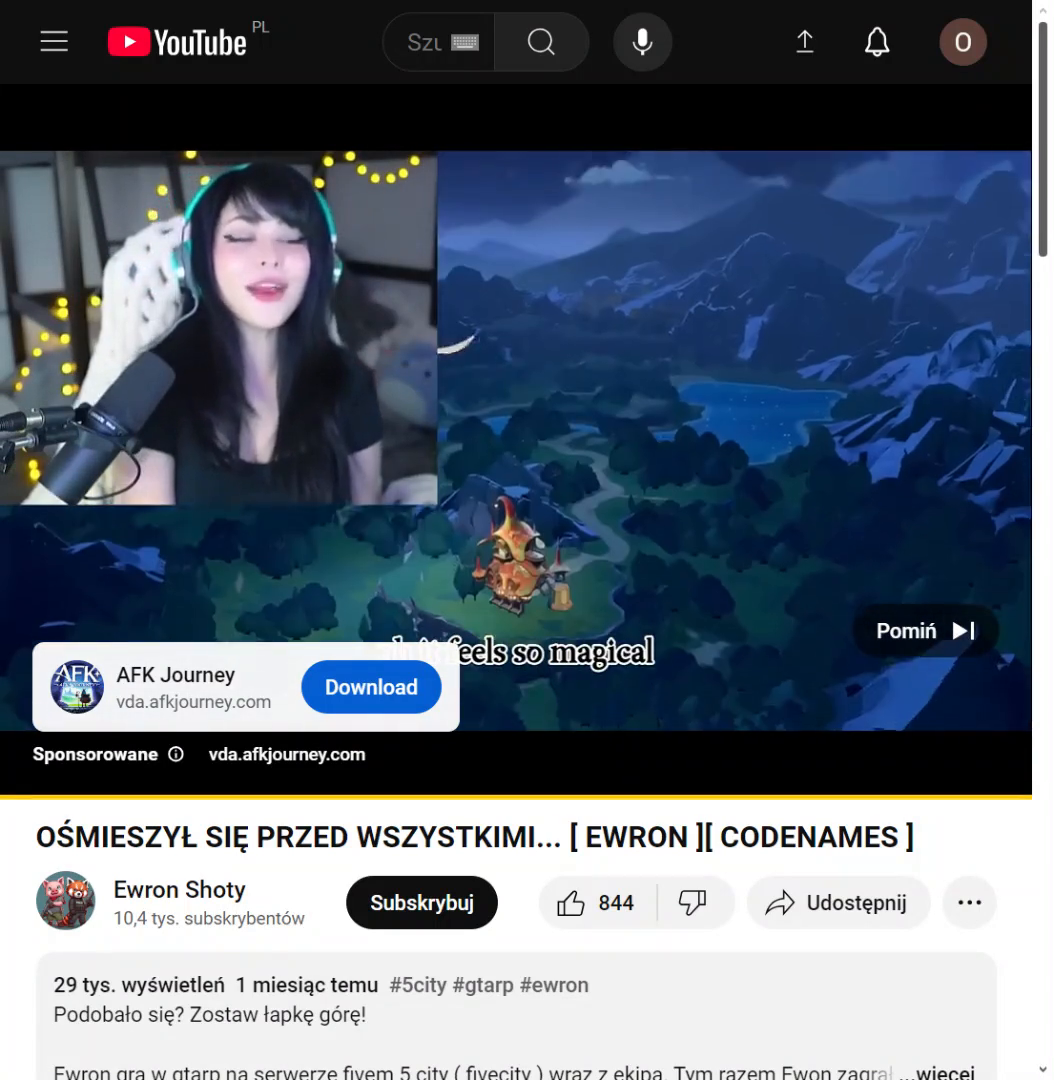 YouTube PL
Szu
O
feels so magical
Pomiń
AFK Journey
vda.afkjourney.com
Download
Sponsorowane
vda.afkjourney.com
OŚMIESZYŁ SIĘ PRZED WSZYSTKIMI... [ EWRON ][ CODENAMES ]
Ewron Shoty
10,4 tys. subskrybentów
Subskrybuj
844
Udostępnij
29 tys. wyświetleń 1 miesiąc temu #5city #gtarp #ewron
Podobało się? Zostaw łapkę górę!
Ewron gra w gtarp na serwerze fivem 5 city ( fivecity ) wraz z ekipą. Tym razem Ewon zagrał ...więcej